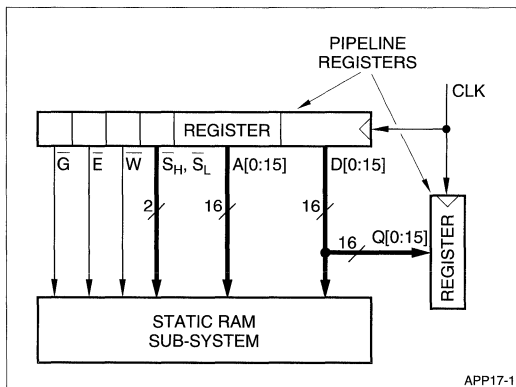 PIPELINE
REGISTERS
CLK
REGISTER
G̅ E̅ W̅ S̅H, S̅L A[0:15] D[0:15]
2 16 16
16 Q[0:15]
REGISTER
STATIC RAM
SUB-SYSTEM
APP17-1